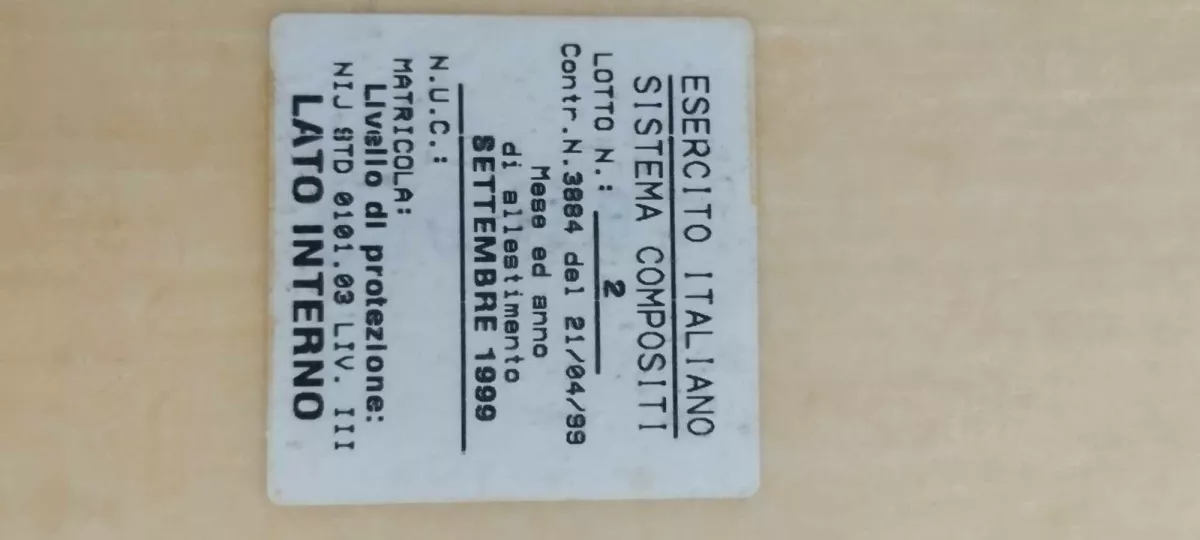 ESERCITO ITALIANO
SISTEMA COMPOSITI
LOTTO N.: 2
Contr.N.3884 del 21/04/99
Mese ed anno
di allestimento
SETTEMBRE 1999
N.U.C.:
MATRICOLA:
Livello di protezione:
NIJ STD 0101.03 LIV. III
LATO INTERNO